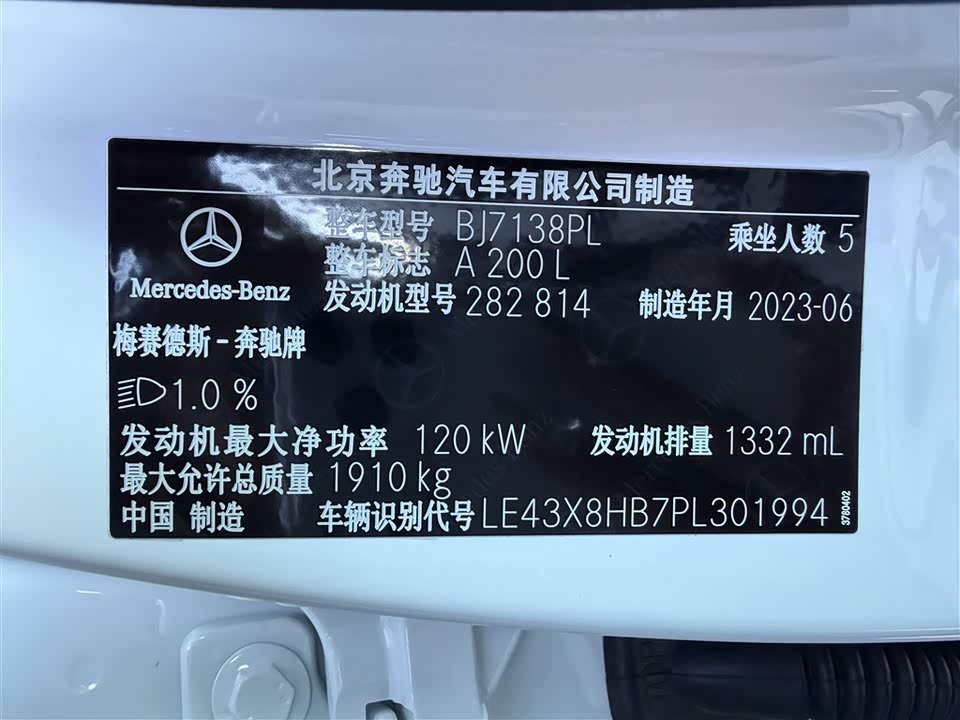 北京奔驰汽车有限公司制造
整车型号 BJ7138PL 乘坐人数 5
整车标志 A 200 L
Mercedes-Benz
发动机型号 282 814 制造年月 2023-06
梅赛德斯-奔驰牌
1.0 %
发动机最大净功率 120 kW 发动机排量 1332 mL
最大允许总质量 1910 kg
中国 制造 车辆识别代号 LE43X8HB7PL301994
3780402